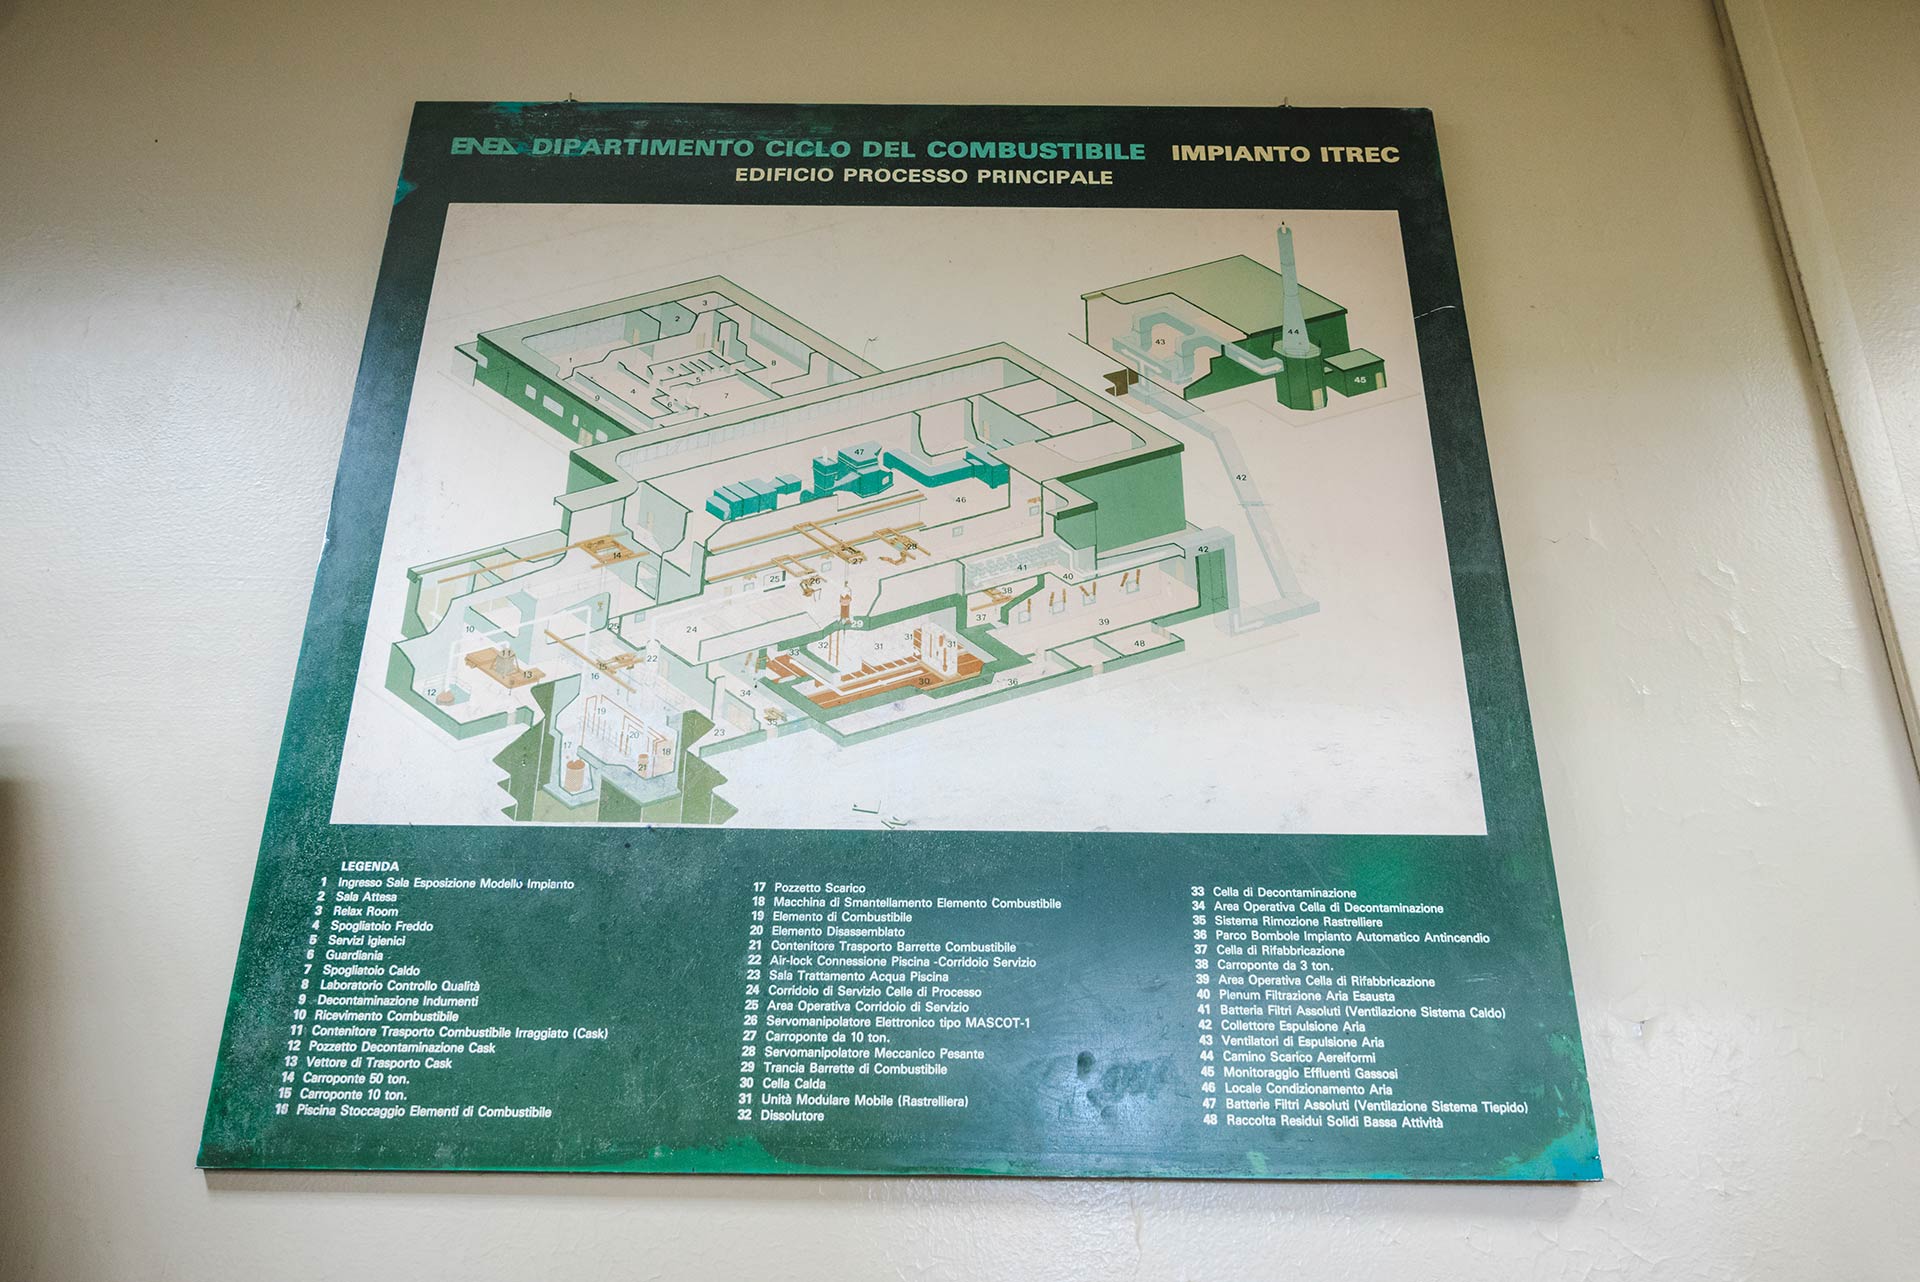 ENEA DIPARTIMENTO CICLO DEL COMBUSTIBILE IMPIANTO ITREC
EDIFICIO PROCESSO PRINCIPALE
LEGENDA
1 Ingresso Sala Esposizione Modello Impianto
2 Sala Attesa
3 Relax Room
4 Spogliatoio Freddo
5 Servizi Igienici
6 Guardiania
7 Spogliatoio Caldo
8 Laboratorio Controllo Qualità
9 Decontaminazione Indumenti
10 Ricevimento Combustibile
11 Contenitore Trasporto Combustibile Irraggiato (Cask)
12 Pozzetto Decontaminazione Cask
13 Vettore di Trasporto Cask
14 Carroponte 50 ton.
15 Carroponte 10 ton.
16 Piscina Stoccaggio Elementi di Combustibile
17 Pozzetto Scarico
18 Macchina di Smantellamento Elemento Combustibile
19 Elemento di Combustibile
20 Elemento Disassemblato
21 Contenitore Trasporto Barrette Combustibile
22 Air-lock Connessione Piscina -Corridoio Servizio
23 Sala Trattamento Acqua Piscina
24 Corridoio di Servizio Celle di Processo
25 Area Operativa Corridoio di Servizio
26 Servomanipolatore Elettronico tipo MASCOT-1
27 Carroponte da 10 ton.
28 Servomanipolatore Meccanico Pesante
29 Trancia Barrette di Combustibile
30 Cella Calda
31 Unità Modulare Mobile (Rastrelliera)
32 Dissolutore
33 Cella di Decontaminazione
34 Area Operativa Cella di Decontaminazione
35 Sistema Rimozione Rastrelliere
36 Parco Bombole Impianto Automatico Antincendio
37 Cella di Rifabbricazione
38 Carroponte da 3 ton.
39 Area Operativa Cella di Rifabbricazione
40 Plenum Filtrazione Aria Esausta
41 Batteria Filtri Assoluti (Ventilazione Sistema Caldo)
42 Collettore Espulsione Aria
43 Ventilatori di Espulsione Aria
44 Camino Scarico Aereiformi
45 Monitoraggio Effluenti Gassosi
46 Locale Condizionamento Aria
47 Batterie Filtri Assoluti (Ventilazione Sistema Tiepido)
48 Raccolta Residui Solidi Bassa Attività